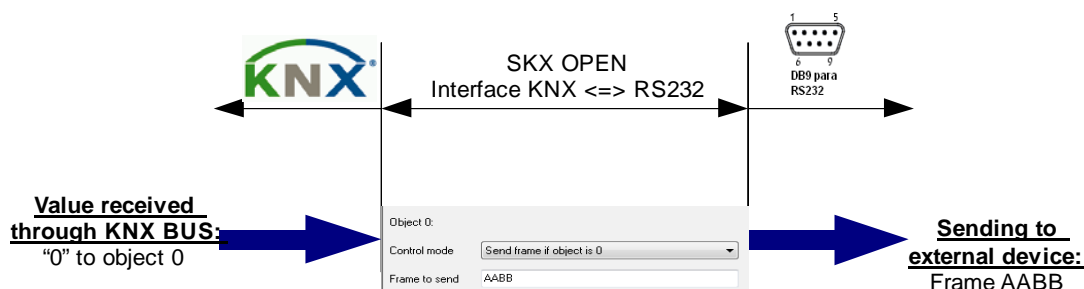 KNX®
SKX OPEN
Interface KNX <=> RS232
1 5
6 9
DB9 para
RS232
Value received
through KNX BUS:
“0” to object 0
Object 0:
Control mode Send frame if object is 0
Frame to send AABB
Sending to
external device:
Frame AABB